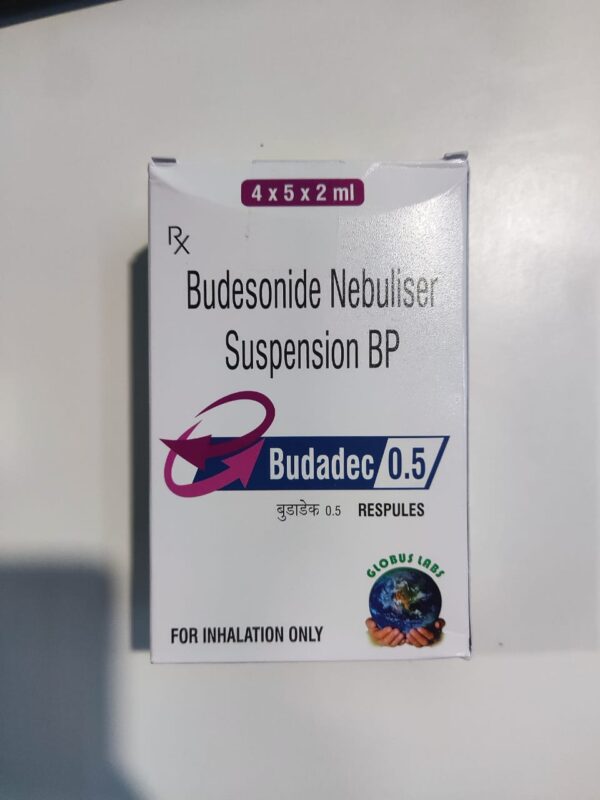 4 x 5 x 2 ml
Rx
Budesonide Nebuliser
Suspension BP
Budadec 0.5
बुडाडेक 0.5 RESPULES
GLOBUS LABS
FOR INHALATION ONLY